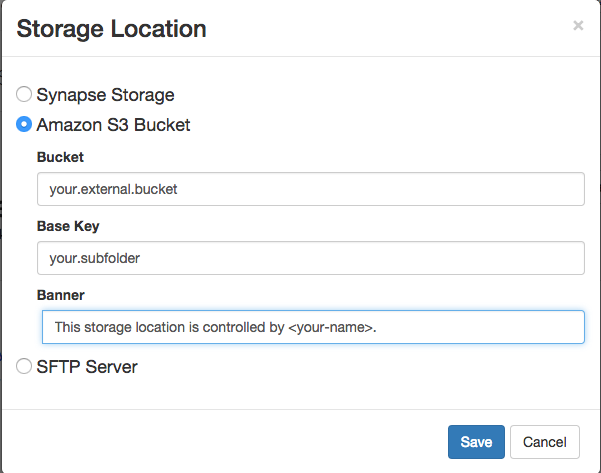 Storage Location
×
Synapse Storage
Amazon S3 Bucket
Bucket
your.external.bucket
Base Key
your.subfolder
Banner
This storage location is controlled by <your-name>.
SFTP Server
Save Cancel